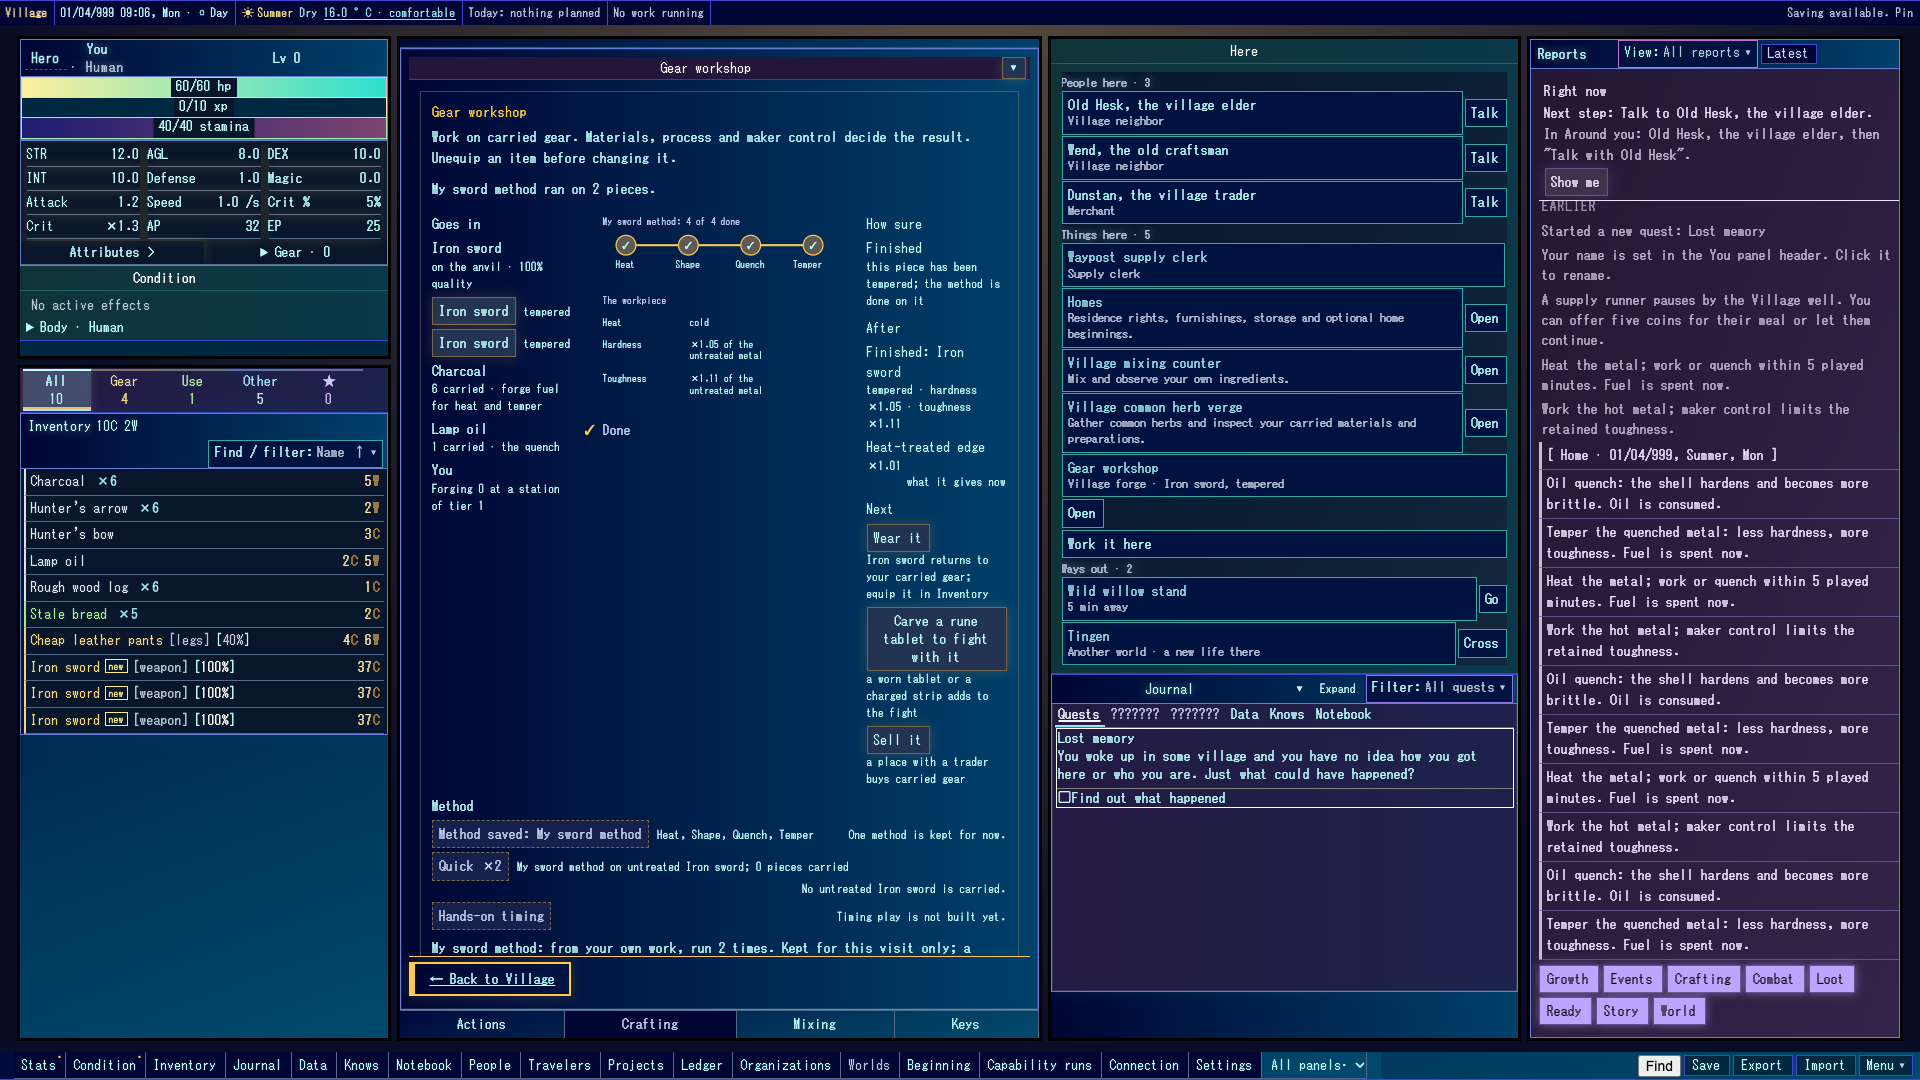 Village 01/04/999 09:06, Mon · ☼ Day ☀ Summer Dry 16.0 ° C · comfortable Today: nothing planned No work running Saving available. Pin
Hero · You Human Lv 0
60/60 hp
0/10 xp
40/40 stamina
STR 12.0 AGL 8.0 DEX 10.0
INT 10.0 Defense 1.0 Magic 0.0
Attack 1.2 Speed 1.0 /s Crit % 5%
Crit ×1.3 AP 32 EP 25
Attributes > ▶ Gear · 0
Condition
No active effects
▶ Body · Human
All Gear Use Other ★
10 4 1 5 0
Inventory 10C 2W
Find / filter: Name ↑ ▾
Charcoal ×6 5W
Hunter's arrow ×6 2W
Hunter's bow 3C
Lamp oil 2C 5W
Rough wood log ×6 1C
Stale bread ×5 2C
Cheap leather pants [legs] [40%] 4C 6W
Iron sword new [weapon] [100%] 37C
Iron sword new [weapon] [100%] 37C
Iron sword new [weapon] [100%] 37C
Gear workshop ▼
Gear workshop
Work on carried gear. Materials, process and maker control decide the result.
Unequip an item before changing it.
My sword method ran on 2 pieces.
Goes in
Iron sword
on the anvil · 100%
quality
Iron sword tempered
Iron sword tempered
Charcoal
6 carried · forge fuel
for heat and temper
Lamp oil
1 carried · the quench
You
Forging 0 at a station
of tier 1
My sword method: 4 of 4 done
✓ ✓ ✓ ✓
Heat Shape Quench Temper
The workpiece
Heat cold
Hardness ×1.05 of the
untreated metal
Toughness ×1.11 of the
untreated metal
✓ Done
How sure
Finished
this piece has been
tempered; the method is
done on it
After
Finished: Iron
sword
tempered · hardness
×1.05 · toughness
×1.11
Heat-treated edge
×1.01
what it gives now
Next
Wear it
Iron sword returns to
your carried gear;
equip it in Inventory
Carve a rune
tablet to fight
with it
a worn tablet or a
charged strip adds to
the fight
Sell it
a place with a trader
buys carried gear
Method
Method saved: My sword method Heat, Shape, Quench, Temper One method is kept for now.
Quick ×2 My sword method on untreated Iron sword; 0 pieces carried
No untreated Iron sword is carried.
Hands-on timing Timing play is not built yet.
My sword method: from your own work, run 2 times. Kept for this visit only; a
← Back to Village
Actions Crafting Mixing Keys
Here
People here · 3
Old Hesk, the village elder
Village neighbor
Talk
Wend, the old craftsman
Village neighbor
Talk
Dunstan, the village trader
Merchant
Talk
Things here · 5
Waypost supply clerk
Supply clerk
Homes
Residence rights, furnishings, storage and optional home
beginnings.
Open
Village mixing counter
Mix and observe your own ingredients.
Open
Village common herb verge
Gather common herbs and inspect your carried materials and
preparations.
Open
Gear workshop
Village forge · Iron sword, tempered
Open
Work it here
Ways out · 2
Wild willow stand
5 min away
Go
Tingen
Another world · a new life there
Cross
Journal ▼ Expand Filter: All quests ▾
Quests ??????? ??????? Data Knows Notebook
Lost memory
You woke up in some village and you have no idea how you got
here or who you are. Just what could have happened?
☐Find out what happened
Reports View: All reports ▾ Latest
Right now
Next step: Talk to Old Hesk, the village elder.
In Around you: Old Hesk, the village elder, then
"Talk with Old Hesk".
Show me
EARLIER
Started a new quest: Lost memory
Your name is set in the You panel header. Click it
to rename.
A supply runner pauses by the Village well. You
can offer five coins for their meal or let them
continue.
Heat the metal; work or quench within 5 played
minutes. Fuel is spent now.
Work the hot metal; maker control limits the
retained toughness.
[ Home · 01/04/999, Summer, Mon ]
Oil quench: the shell hardens and becomes more
brittle. Oil is consumed.
Temper the quenched metal: less hardness, more
toughness. Fuel is spent now.
Heat the metal; work or quench within 5 played
minutes. Fuel is spent now.
Work the hot metal; maker control limits the
retained toughness.
Oil quench: the shell hardens and becomes more
brittle. Oil is consumed.
Temper the quenched metal: less hardness, more
toughness. Fuel is spent now.
Heat the metal; work or quench within 5 played
minutes. Fuel is spent now.
Work the hot metal; maker control limits the
retained toughness.
Oil quench: the shell hardens and becomes more
brittle. Oil is consumed.
Temper the quenched metal: less hardness, more
toughness. Fuel is spent now.
Growth Events Crafting Combat Loot
Ready Story World
Stats Condition Inventory Journal Data Knows Notebook People Travelers Projects Ledger Organizations Worlds Beginning Capability runs Connection Settings All panels· Find Save Export Import Menu ▾